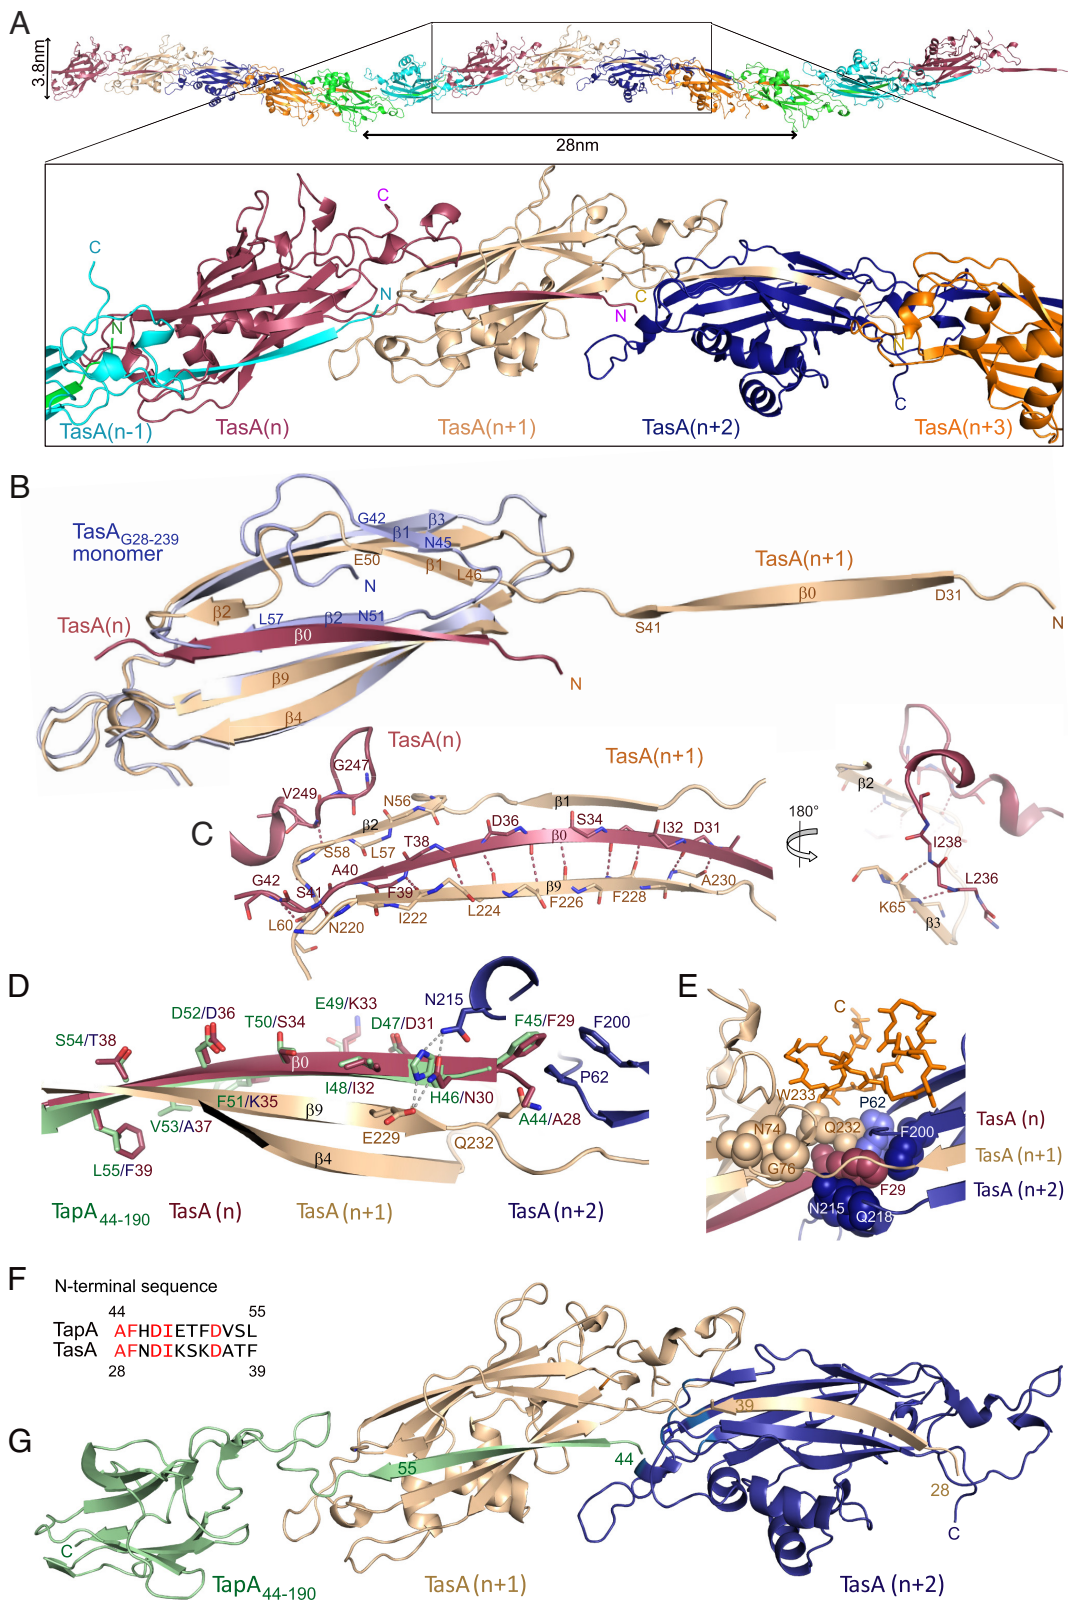 A
3.8nm
28nm
C
C
N
N
C
N
N
C
TasA(n-1)
TasA(n)
TasA(n+1)
TasA(n+2)
TasA(n+3)
B
TasA G28-239
monomer
G42
β3
β1
N45
E50
β1
L46
N
β2
L57
β2
N51
TasA(n)
β0
TasA(n+1)
β0
D31
S41
N
N
β9
β4
TasA(n)
TasA(n+1)
G247
V249
N56
β1
β2
C
D36
S34
β0
I32
D31
T38
S58
L57
A40
G42
S41
F39
β9
A230
I222
L224
F226
F228
L60
N220
180°
β2
I238
L236
K65
β3
D
N215
E49/K33
D52/D36
T50/S34
D47/D31
F45/F29
F200
S54/T38
β0
P62
I48/I32
F51/K35
β9
H46/N30
V53/A37
E229
Q232
A44/A28
β4
L55/F39
TapA 44-190
TasA (n)
TasA (n+1)
TasA (n+2)
E
C
W233
P62
N74
Q232
F200
TasA (n)
G76
TasA (n+1)
F29
TasA (n+2)
N215
Q218
F
N-terminal sequence
44 55
TapA AFHDIETFDVSL
TasA AFNDIKSKDATF
28 39
G
39
55
44
28
C
C
TapA 44-190
TasA (n+1)
TasA (n+2)